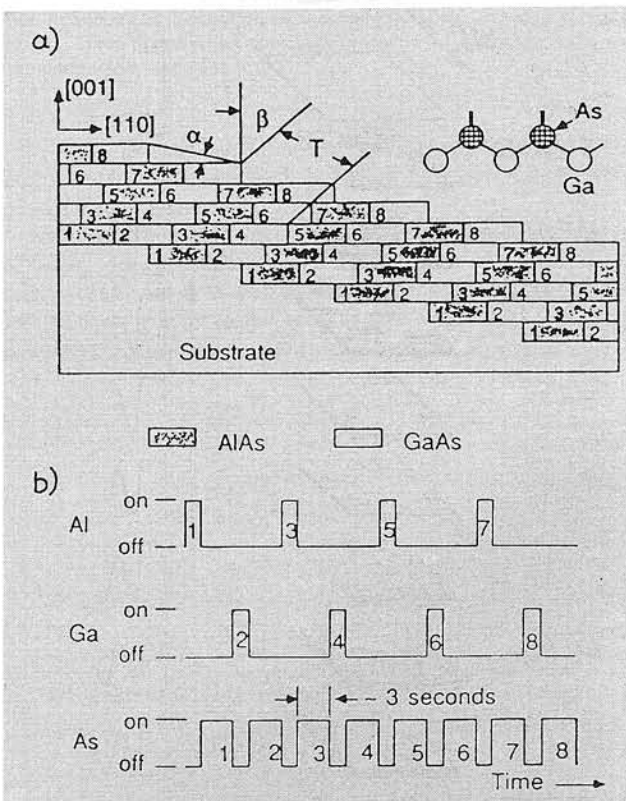 a)
[001]
β
As
[110]
α
T
Ga
8
6 7
5 6 7 8
3 4 5 6 7 8
1 2 3 4 5 6 7 8
1 2 3 4 5 6 7 8
1 2 3 4 5 6
1 2 3 4 5
1 2 3
1 2
Substrate
AlAs GaAs
b)
on
Al 1 3 5 7
off
on
Ga 2 4 6 8
off
~ 3 seconds
on
As 1 2 3 4 5 6 7 8
off
Time